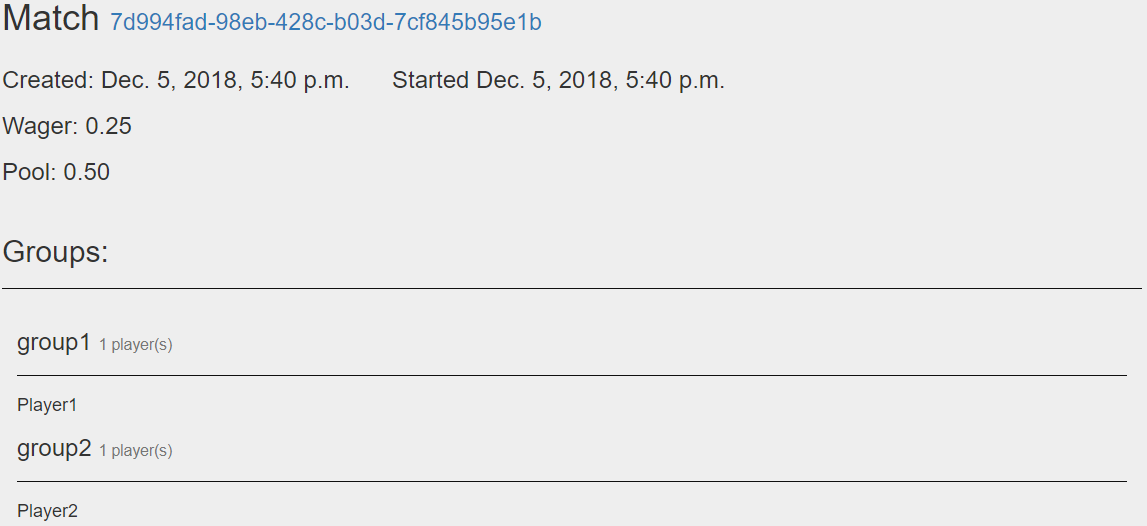 Match 7d994fad-98eb-428c-b03d-7cf845b95e1b
Created: Dec. 5, 2018, 5:40 p.m. Started Dec. 5, 2018, 5:40 p.m.
Wager: 0.25
Pool: 0.50
Groups:
group1 1 player(s)
Player1
group2 1 player(s)
Player2